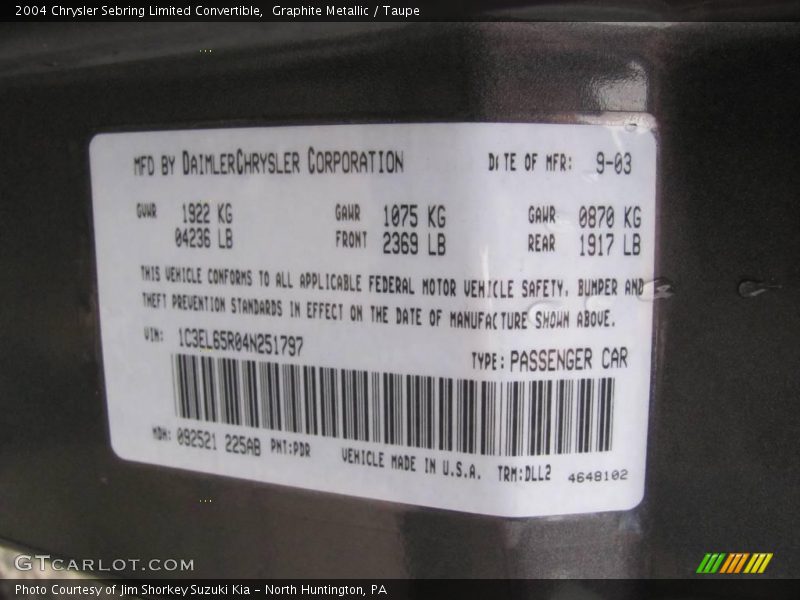 2004 Chrysler Sebring Limited Convertible,  Graphite Metallic / Taupe
MFD BY DAIMLERCHRYSLER CORPORATION DATE OF MFR: 9-03
GVWR 1922 KG GAWR 1075 KG GAWR 0870 KG
04236 LB FRONT 2369 LB REAR 1917 LB
THIS VEHICLE CONFORMS TO ALL APPLICABLE FEDERAL MOTOR VEHICLE SAFETY, BUMPER AND
THEFT PREVENTION STANDARDS IN EFFECT ON THE DATE OF MANUFACTURE SHOWN ABOVE.
VIN: 1C3EL65R04N251797 TYPE: PASSENGER CAR
MDH: 092521 225AB PNT:PDR VEHICLE MADE IN U.S.A. TRM:DLL2 4648102
GTCARLOT.COM
Photo Courtesy of Jim Shorkey Suzuki Kia – North Huntington, PA